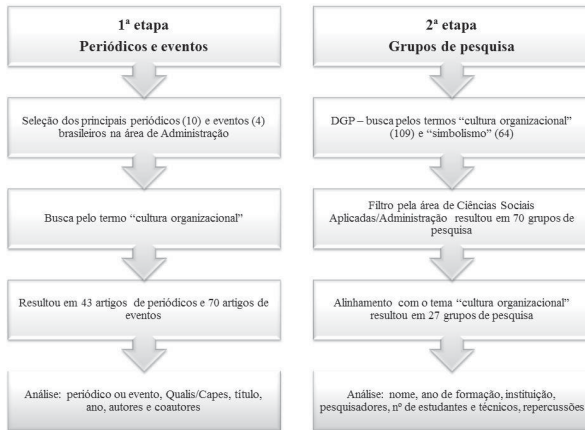 1ª etapa
Periódicos e eventos
Seleção dos principais periódicos (10) e eventos (4)
brasileiros na área de Administração
Busca pelo termo “cultura organizacional”
Resultou em 43 artigos de periódicos e 70 artigos de
eventos
Análise: periódico ou evento, Qualis/Capes, título,
ano, autores e coautores
2ª etapa
Grupos de pesquisa
DGP – busca pelos termos “cultura organizacional”
(109) e “simbolismo” (64)
Filtro pela área de Ciências Sociais
Aplicadas/Administração resultou em 70 grupos de
pesquisa
Alinhamento com o tema “cultura organizacional”
resultou em 27 grupos de pesquisa
Análise: nome, ano de formação, instituição,
pesquisadores, nº de estudantes e técnicos, repercussões